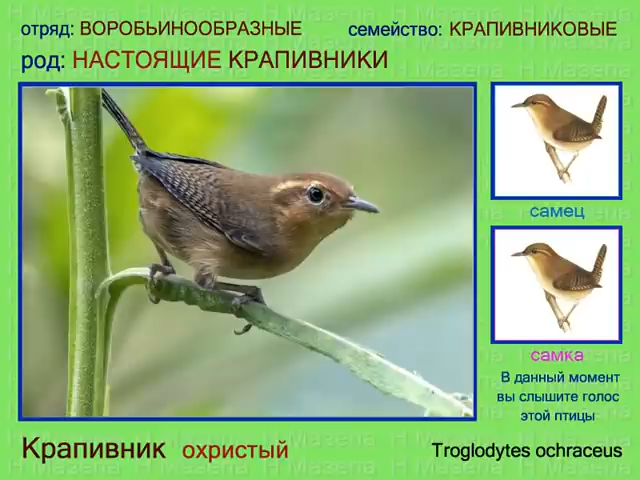 отряд: ВОРОБЬИНООБРАЗНЫЕ семейство: КРАПИВНИКОВЫЕ
род: НАСТОЯЩИЕ КРАПИВНИКИ
самец
самка
В данный момент
вы слышите голос
этой птицы
Крапивник охристый Troglodytes ochraceus